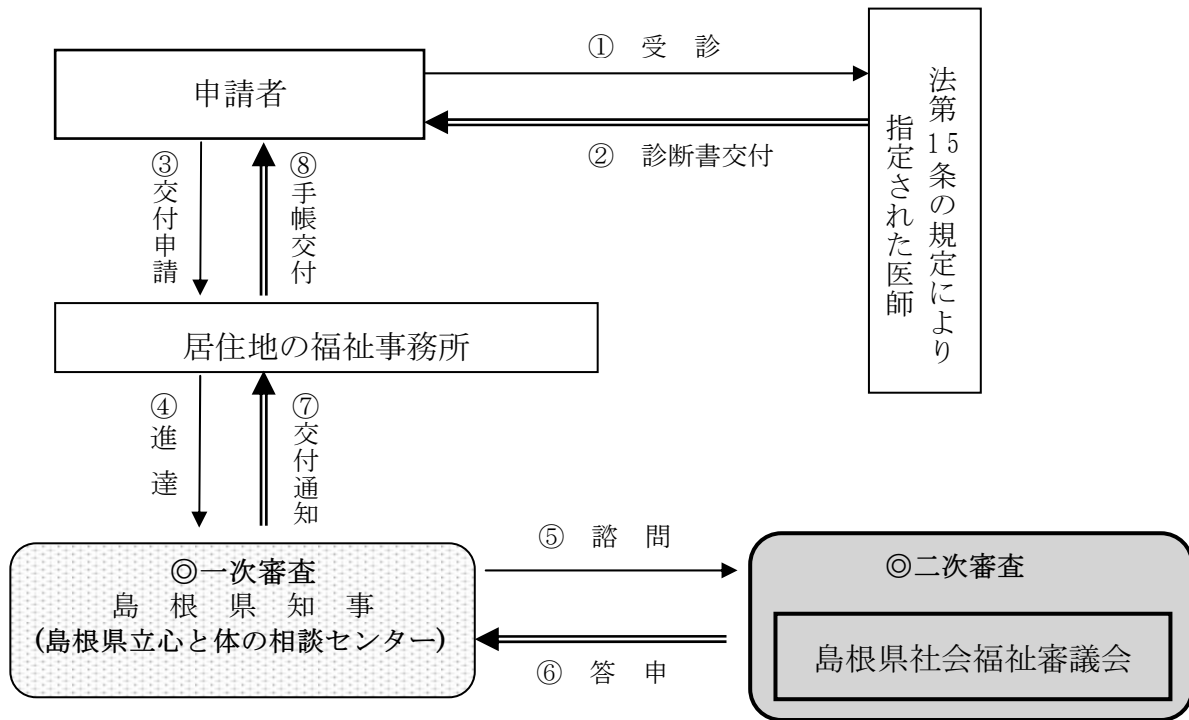 ① 受 診
申請者
② 診断書交付
法第15条の規定により
指定された医師
③交付申請
⑧手帳交付
居住地の福祉事務所
④進 達
⑦交付通知
⑤ 諮 問
◎一次審査
島 根 県 知 事
(島根県立心と体の相談センター)
◎二次審査
島根県社会福祉審議会
⑥ 答 申